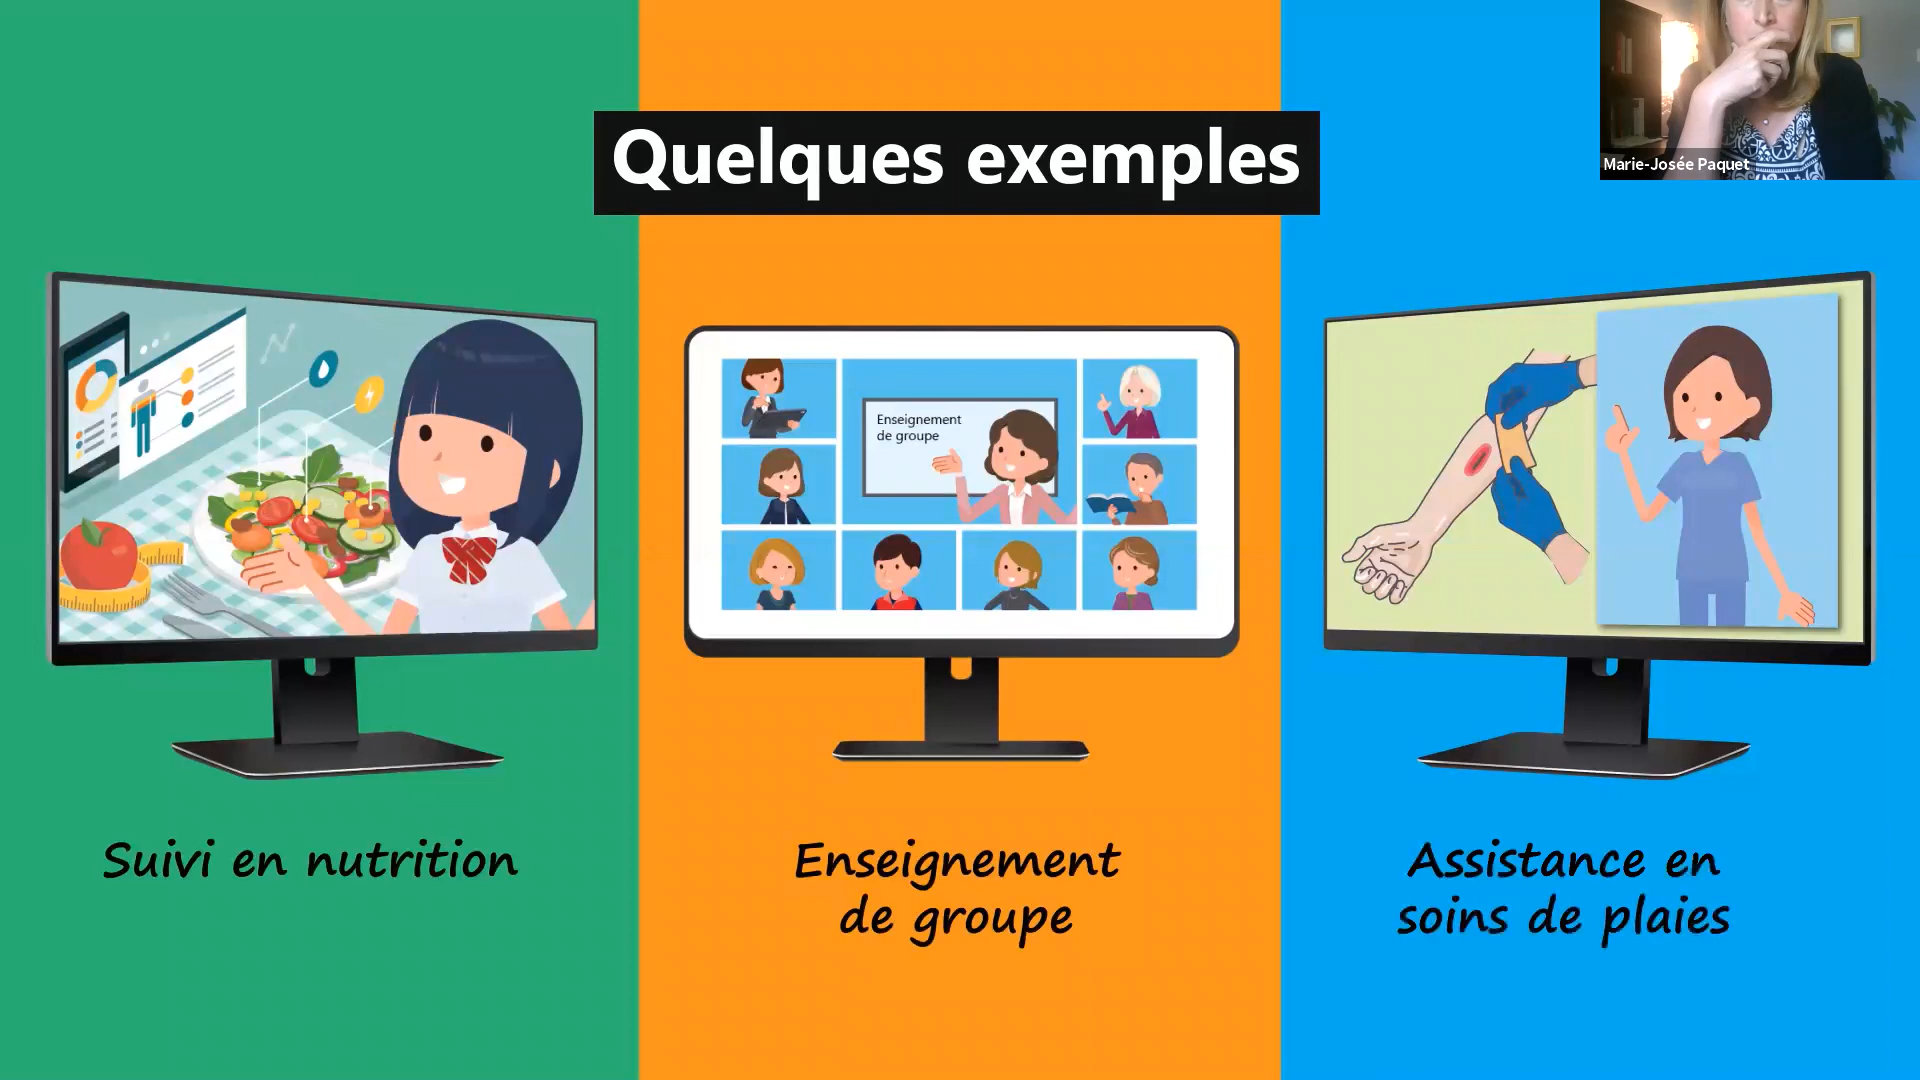 Quelques exemples
Marie-Josée Paquet
Enseignement
de groupe
Suivi en nutrition
Enseignement
de groupe
Assistance en
soins de plaies